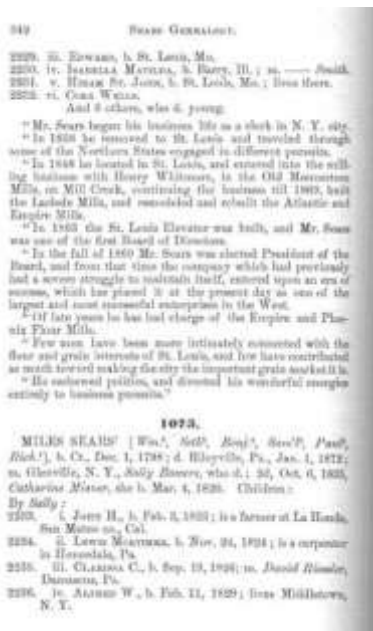 342 SEARS GENEALOGY.
2229. iii. EDWARD, b. St. Louis, Mo.
2230. iv. ISABELLA MATILDA, b. Barry, Ill.; m. —— Smith.
2231. v. HIRAM ST. JOHN, b. St. Louis, Mo.; lives there.
2232. vi. CORA WELLS.
And 6 others, who d. young.
"Mr. Sears began his business life as a clerk in N. Y. city.
"In 1838 he removed to St. Louis and traveled through
some of the Northern States engaged in different pursuits.
"In 1848 he located in St. Louis, and entered into the mill-
ing business with Henry Whitmore, in the Old
Mills, on Mill Creek, continuing the business till 1869, built
the Laclede Mills, and remodeled and rebuilt the Atlantic and
Empire Mills.
"In 1865 the St. Louis Elevator was built, and Mr. Sears
was one of the first Board of Directors.
"In the fall of 1869 Mr. Sears was elected President of the
Board, and from that time the company which had previously
had a severe struggle to maintain itself, entered upon an era of
success, which has placed it at the present day as one of the
largest and most successful enterprises in the West.
"Of late years he has had charge of the Empire and Phœ-
nix Flour Mills.
"Few men have been more intimately connected with the
flour and grain interests of St. Louis, and few have contributed
as much toward making the city the important grain market it is.
"He eschewed politics, and directed his wonderful energies
entirely to business pursuits."
1073.
MILES SEARS [Wm., Seth, Benj., Sam'l, Paul,
Rich.], b. Ct., Dec. 1, 1798; d. Rileyville, Pa., Jan. 1, 1872;
m. Glenville, N. Y., Sally Bowers, who d.; 2d, Oct. 6, 1835,
Catharine Minor, she b. Mar. 4, 1820. Children:
By Sally:
2233. i. JOHN H., b. Feb. 3, 1823; is a farmer at La Honda,
San Mateo co., Cal.
2234. ii. LEWIS MORTIMER, b. Nov. 24, 1824; is a carpenter
in Honesdale, Pa.
2235. iii. CLARISSA C., b. Sep. 19, 1826; m. David
Damascus, Pa.
2236. iv. ALFRED W., b. Feb. 11, 1829; lives Middletown,
N. Y.